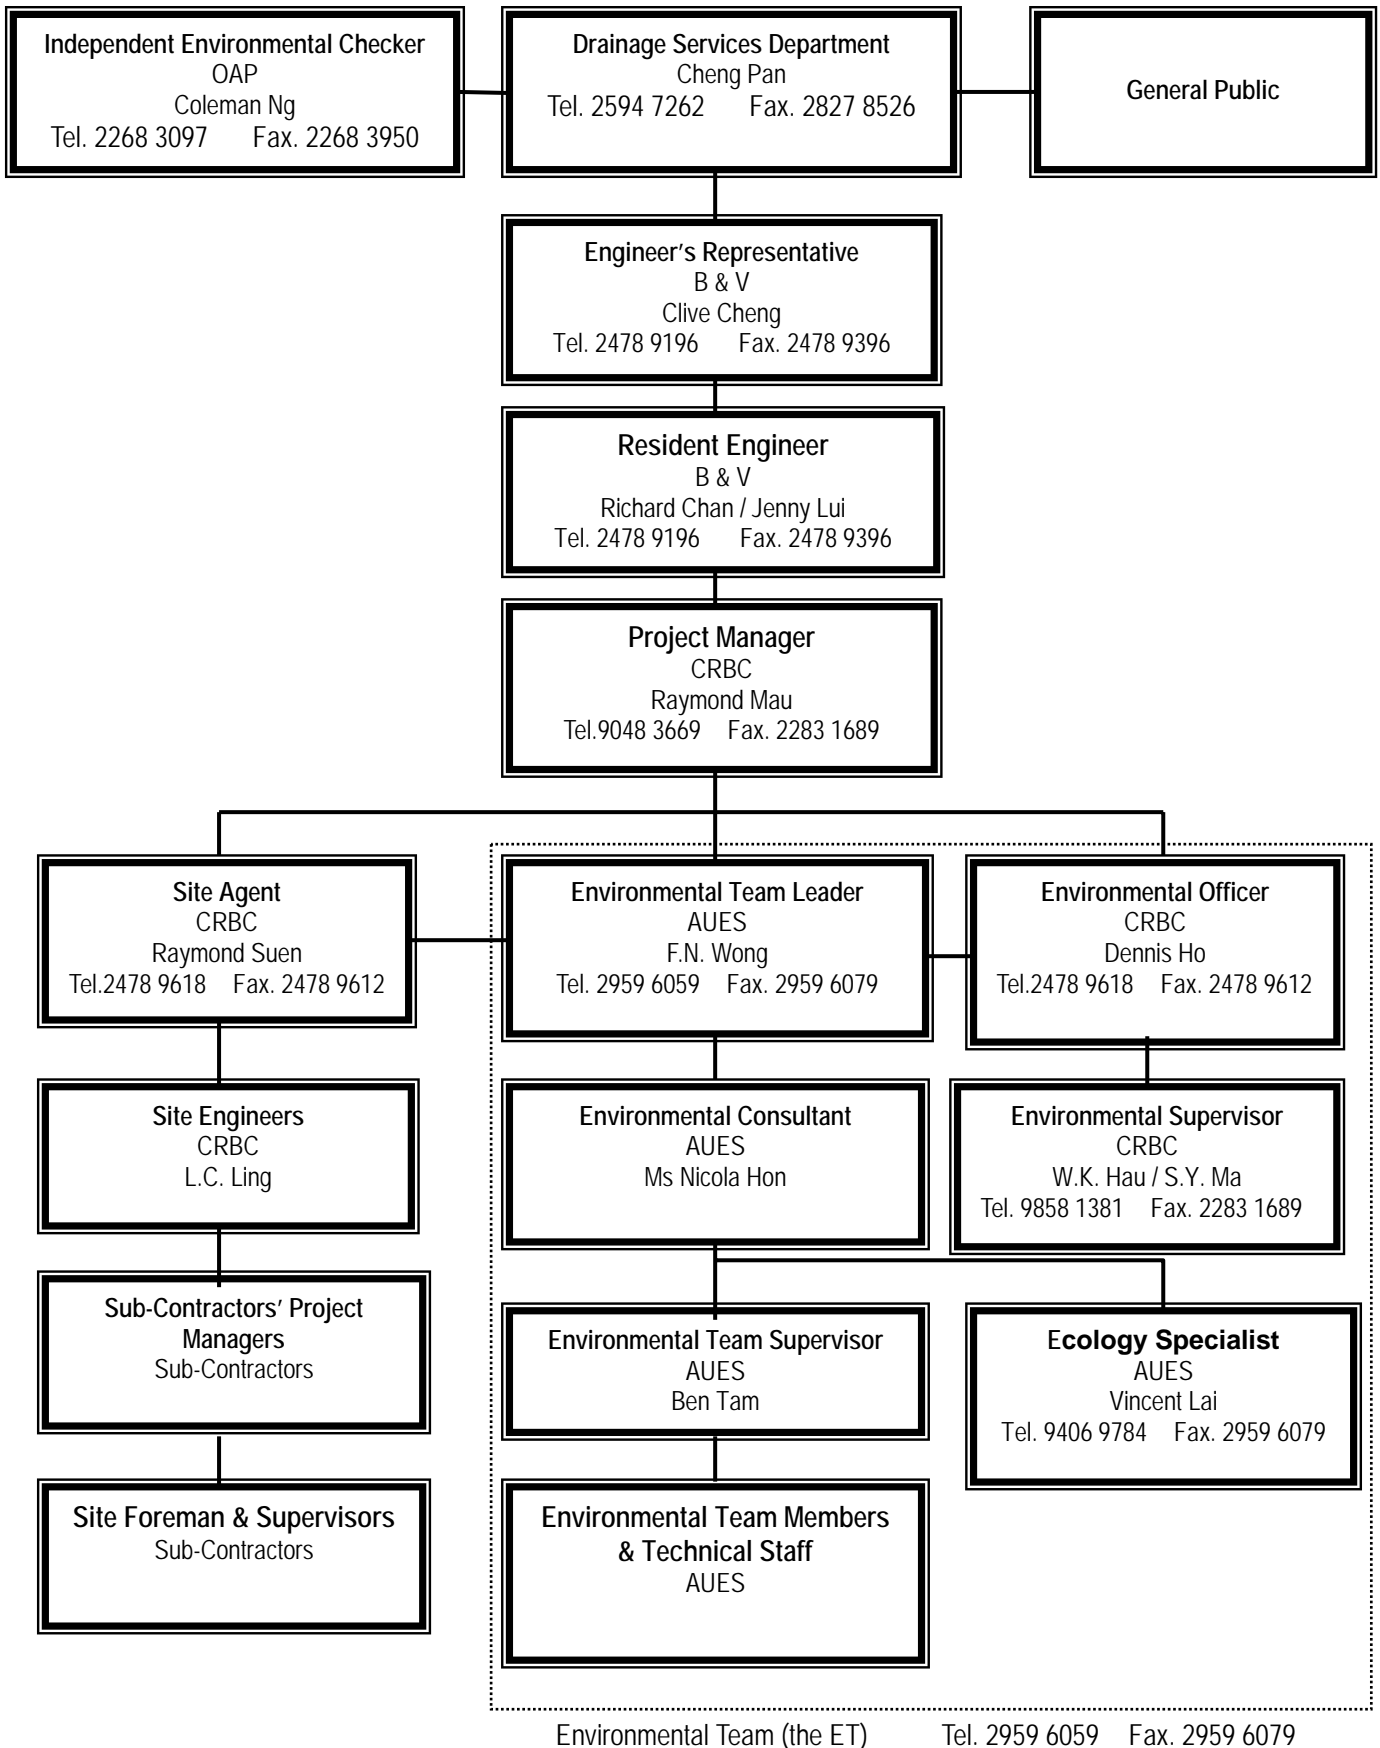 Independent Environmental Checker
OAP
Coleman Ng
Tel. 2268 3097 Fax. 2268 3950
Drainage Services Department
Cheng Pan
Tel. 2594 7262 Fax. 2827 8526
General Public
Engineer's Representative
B & V
Clive Cheng
Tel. 2478 9196 Fax. 2478 9396
Resident Engineer
B & V
Richard Chan / Jenny Lui
Tel. 2478 9196 Fax. 2478 9396
Project Manager
CRBC
Raymond Mau
Tel.9048 3669 Fax. 2283 1689
Site Agent
CRBC
Raymond Suen
Tel.2478 9618 Fax. 2478 9612
Environmental Team Leader
AUES
F.N. Wong
Tel. 2959 6059 Fax. 2959 6079
Environmental Officer
CRBC
Dennis Ho
Tel.2478 9618 Fax. 2478 9612
Site Engineers
CRBC
L.C. Ling
Environmental Consultant
AUES
Ms Nicola Hon
Environmental Supervisor
CRBC
W.K. Hau / S.Y. Ma
Tel. 9858 1381 Fax. 2283 1689
Sub-Contractors' Project
Managers
Sub-Contractors
Environmental Team Supervisor
AUES
Ben Tam
Ecology Specialist
AUES
Vincent Lai
Tel. 9406 9784 Fax. 2959 6079
Site Foreman & Supervisors
Sub-Contractors
Environmental Team Members
& Technical Staff
AUES
Environmental Team (the ET) Tel. 2959 6059 Fax. 2959 6079